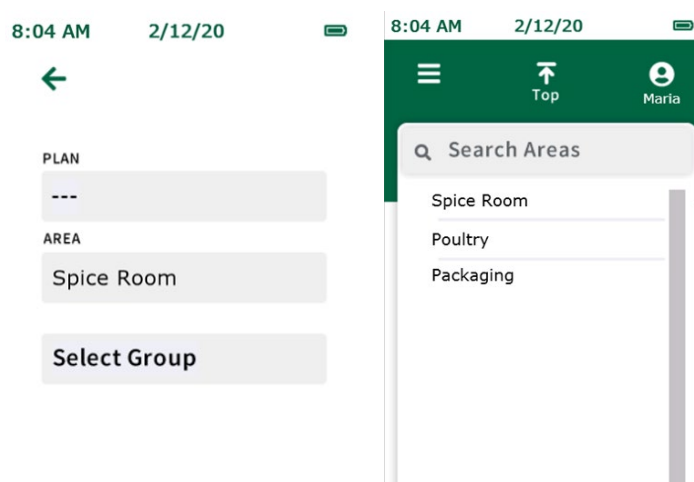 8:04 AM 2/12/20
PLAN
---
AREA
Spice Room
Select Group
8:04 AM 2/12/20
Top
Maria
Search Areas
Spice Room
Poultry
Packaging